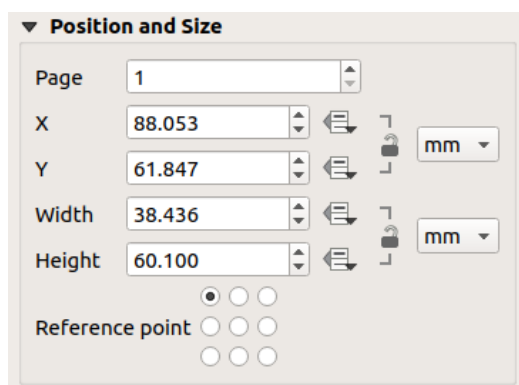 Position and Size
Page 1
X 88.053
mm
Y 61.847
Width 38.436
mm
Height 60.100
Reference point